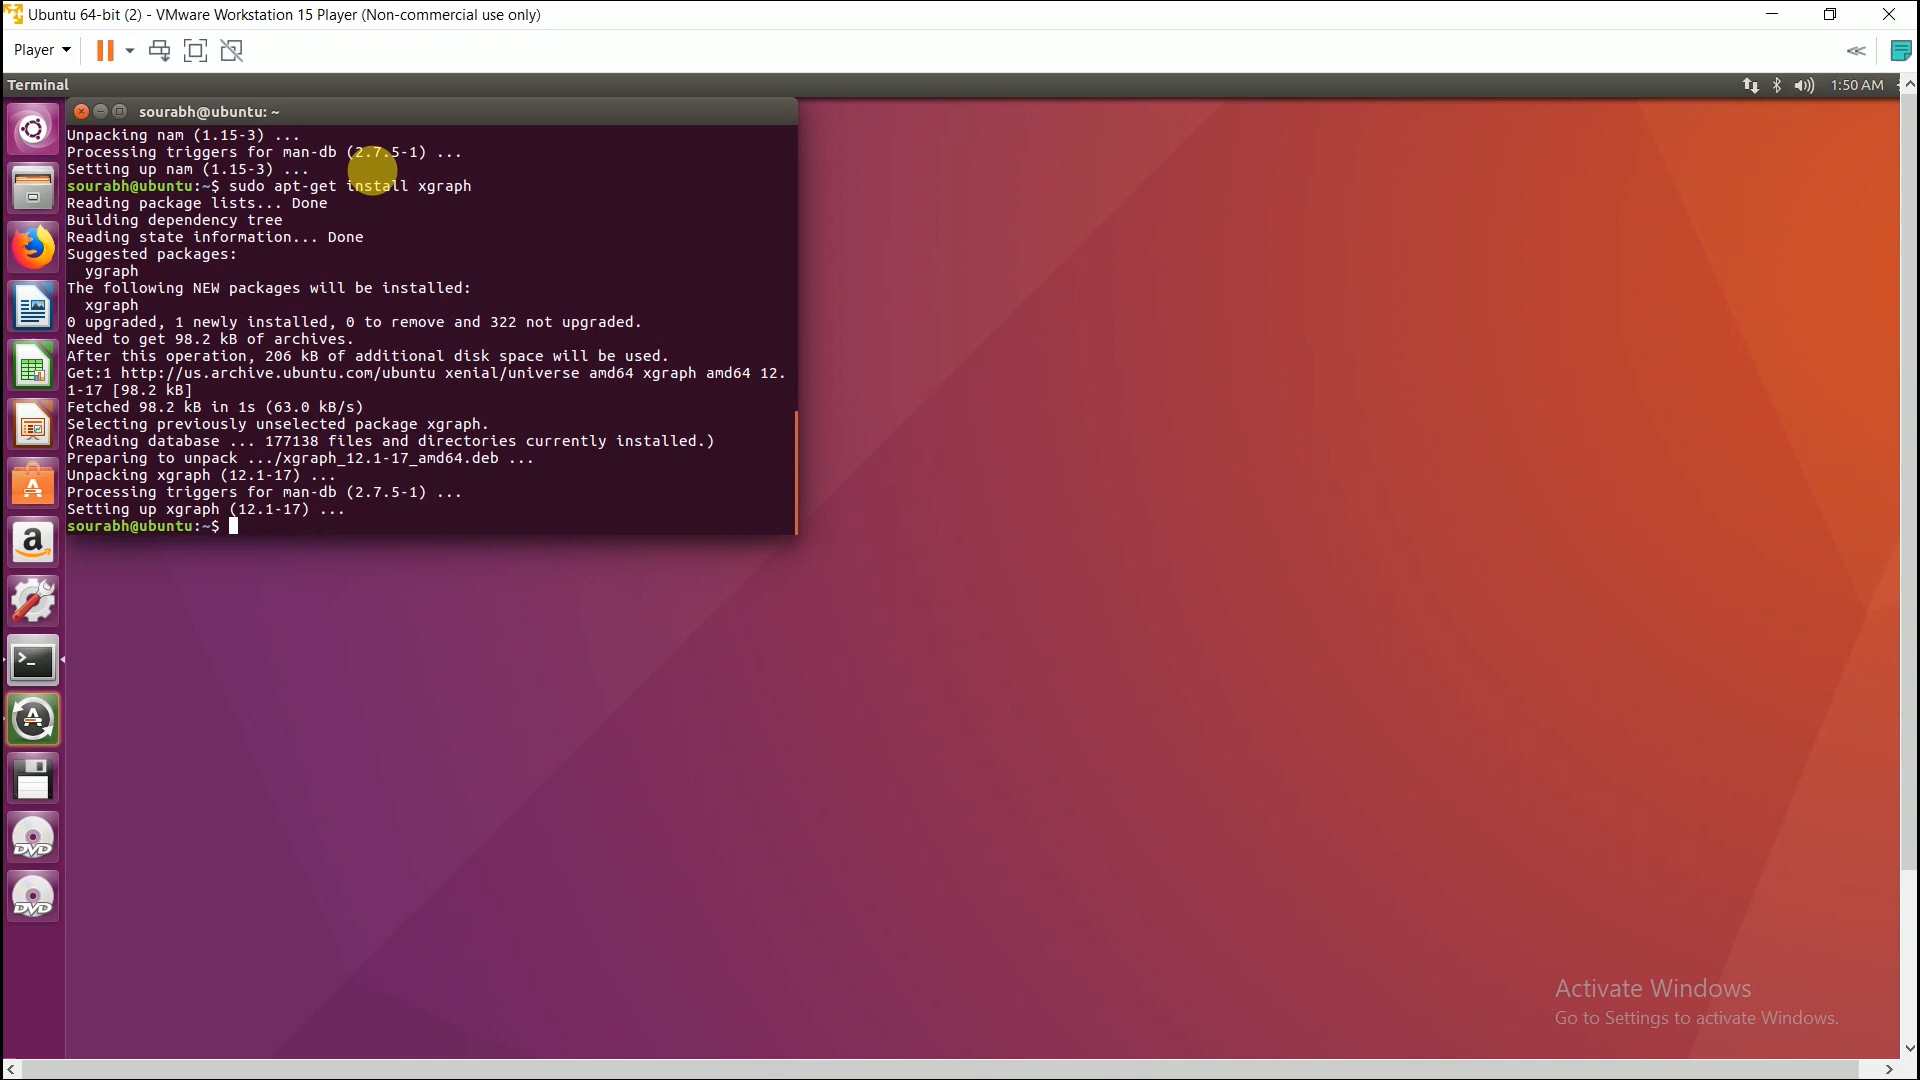 Ubuntu 64-bit (2) - VMware Workstation 15 Player (Non-commercial use only)
Player
Terminal
1:50 AM
sourabh@ubuntu: ~
Unpacking nam (1.15-3) ...
Processing triggers for man-db (2.7.5-1) ...
Setting up nam (1.15-3) ...
sourabh@ubuntu:~$ sudo apt-get install xgraph
Reading package lists... Done
Building dependency tree
Reading state information... Done
Suggested packages:
  ygraph
The following NEW packages will be installed:
  xgraph
0 upgraded, 1 newly installed, 0 to remove and 322 not upgraded.
Need to get 98.2 kB of archives.
After this operation, 206 kB of additional disk space will be used.
Get:1 http://us.archive.ubuntu.com/ubuntu xenial/universe amd64 xgraph amd64 12.
1-17 [98.2 kB]
Fetched 98.2 kB in 1s (63.0 kB/s)
Selecting previously unselected package xgraph.
(Reading database ... 177138 files and directories currently installed.)
Preparing to unpack .../xgraph_12.1-17_amd64.deb ...
Unpacking xgraph (12.1-17) ...
Processing triggers for man-db (2.7.5-1) ...
Setting up xgraph (12.1-17) ...
sourabh@ubuntu:~$
a
DVD
DVD
Activate Windows
Go to Settings to activate Windows.